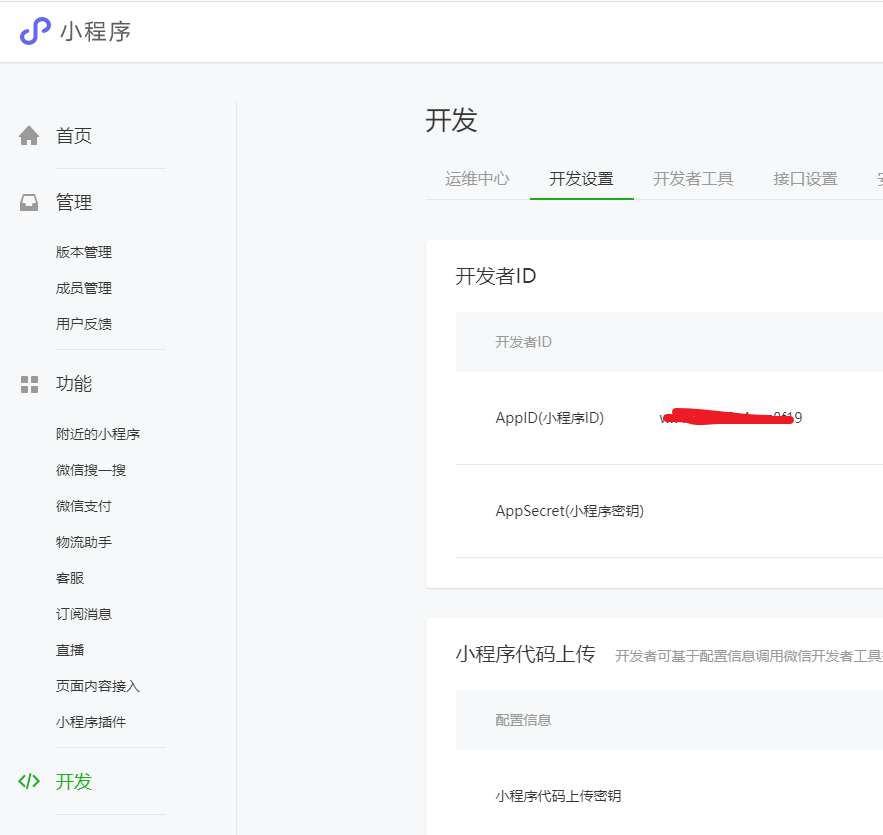 小程序
首页
管理
版本管理
成员管理
用户反馈
功能
附近的小程序
微信搜一搜
微信支付
物流助手
客服
订阅消息
直播
页面内容接入
小程序插件
开发
开发
运维中心 开发设置 开发者工具 接口设置
开发者ID
开发者ID
AppID(小程序ID)
AppSecret(小程序密钥)
小程序代码上传 开发者可基于配置信息调用微信开发者工具
配置信息
小程序代码上传密钥